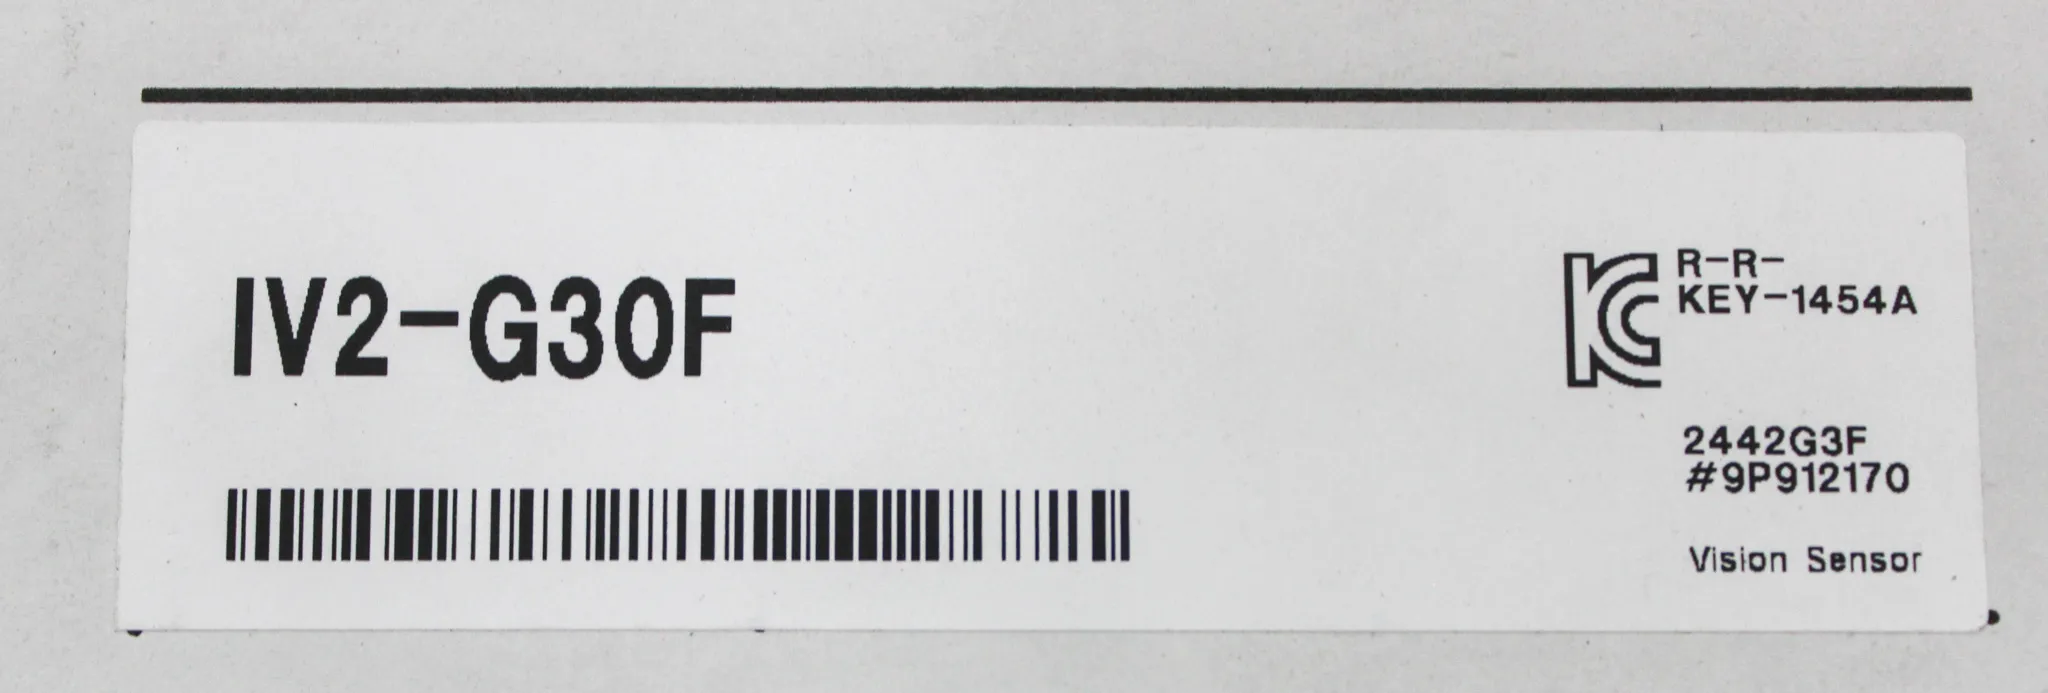 IV2-G30F
R-R-
KEY-1454A
2442G3F
#9P912170
Vision Sensor